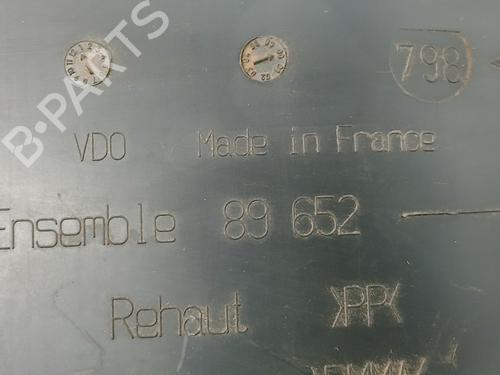 B-PARTS
798
VDO Made in France
Ensemble 89 652
Rehaut >PP<